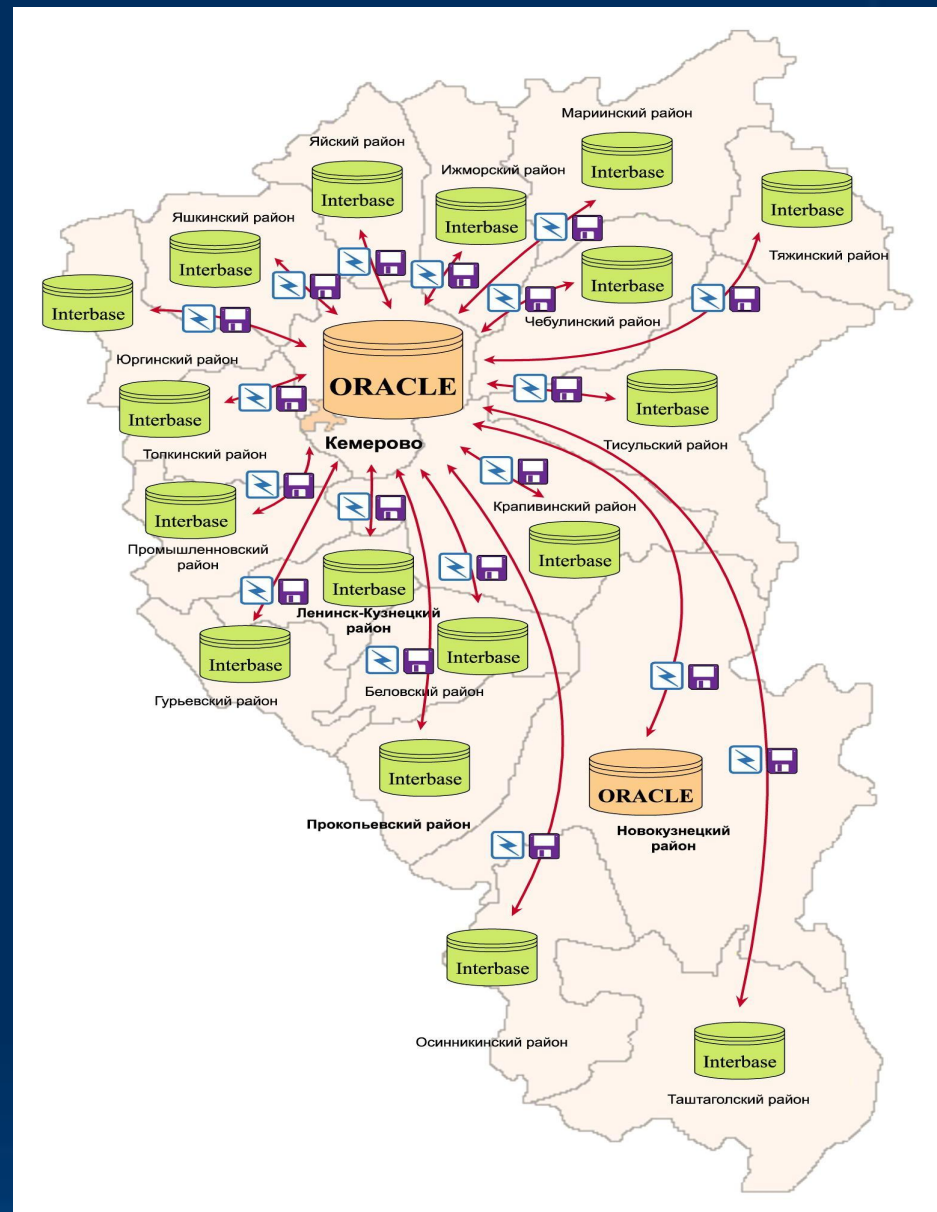 Мариинский район
Interbase
Яйский район
Interbase
Ижморский район
Interbase
Interbase
Тяжинский район
Яшкинский район
Interbase
Interbase
Чебулинский район
Interbase
Юргинский район
ORACLE
Кемерово
Interbase
Топкинский район
Interbase
Тисульский район
Interbase
Промышленновский
район
Крапивинский район
Interbase
Interbase
Ленинск-Кузнецкий
район
Interbase
Гурьевский район
Interbase
Беловский район
Interbase
Прокопьевский район
ORACLE
Новокузнецкий
район
Interbase
Осинникинский район
Interbase
Таштаголский район